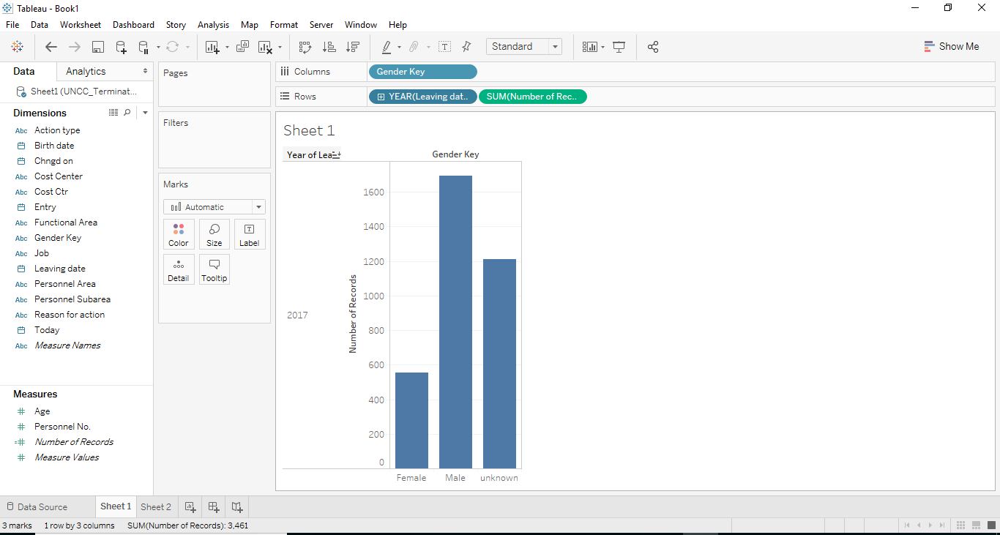 Tableau - Book1
File Data Worksheet Dashboard Story Analysis Map Format Server Window Help
Standard
Show Me
Data Analytics
Sheet1 (UNCC_Terminat...
Dimensions
Abc Action type
Birth date
Chngd on
Abc Cost Center
Abc Cost Ctr
Entry
Abc Functional Area
Abc Gender Key
Abc Job
Leaving date
Abc Personnel Area
Abc Personnel Subarea
Abc Reason for action
Today
Abc Measure Names
Measures
Age
Personnel No.
Number of Records
Measure Values
Pages
Filters
Marks
Automatic
Color Size Label
Detail Tooltip
Columns Gender Key
Rows YEAR(Leaving dat.. SUM(Number of Rec..
Sheet 1
Year of Lea
Gender Key
2017
Number of Records
1600
1400
1200
1000
800
600
400
200
0
Female Male unknown
Data Source Sheet 1 Sheet 2
3 marks 1 row by 3 columns SUM(Number of Records): 3,461